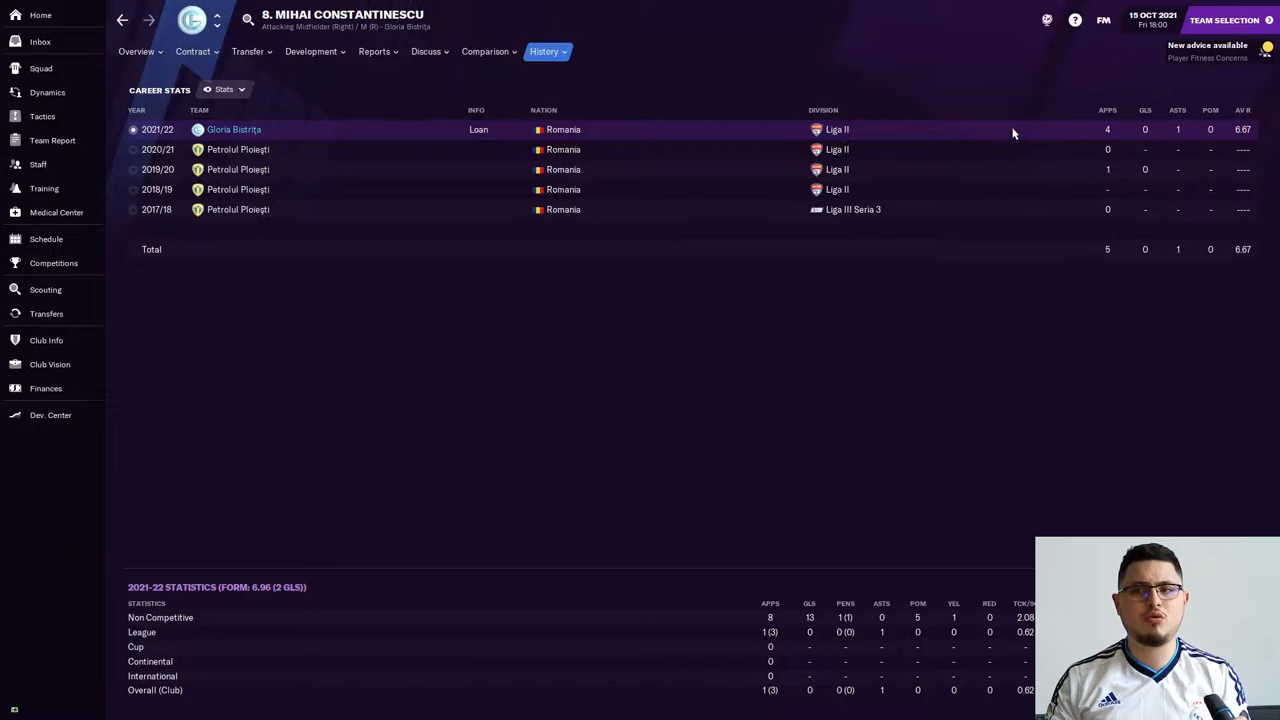 Home
Inbox
Squad
Dynamics
Tactics
Team Report
Staff
Training
Medical Center
Schedule
Competitions
Scouting
Transfers
Club Info
Club Vision
Finances
Dev. Center
8. MIHAI CONSTANTINESCU
Attacking Midfielder (Right) / M (R) - Gloria Bistrița
FM
15 OCT 2021
Fri 18:00
TEAM SELECTION
Overview Contract Transfer Development Reports Discuss Comparison History
New advice available
Player Fitness Concerns
CAREER STATS Stats
YEAR TEAM INFO NATION DIVISION APPS GLS ASTS POM AV R
2021/22 Gloria Bistrița Loan Romania Liga II 4 0 1 0 6.67
2020/21 Petrolul Ploiești Romania Liga II 0 - - - ----
2019/20 Petrolul Ploiești Romania Liga II 1 0 - - ----
2018/19 Petrolul Ploiești Romania Liga II - - - - ----
2017/18 Petrolul Ploiești Romania Liga III Seria 3 0 - - - ----
Total 5 0 1 0 6.67
2021-22 STATISTICS (FORM: 6.96 (2 GLS))
STATISTICS APPS GLS PENS ASTS POM YEL RED TCK/90
Non Competitive 8 13 1 (1) 0 5 1 0 2.08
League 1 (3) 0 0 (0) 1 0 0 0 0.62
Cup 0 - - - - - - -
Continental 0 - - - - - - -
International 0 - - - - - - -
Overall (Club) 1 (3) 0 0 (0) 1 0 0 0 0.62
adidas